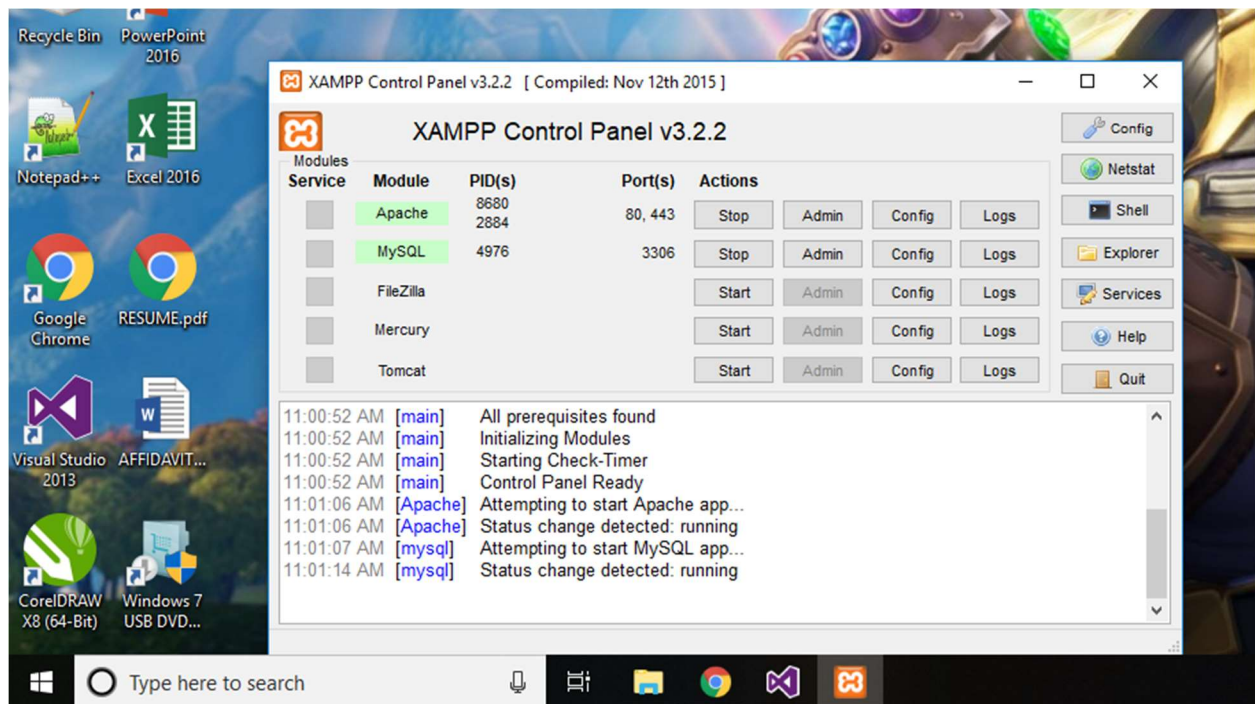 Recycle Bin
PowerPoint
2016
Notepad++
Excel 2016
Google
Chrome
RESUME.pdf
Visual Studio
2013
AFFIDAVIT...
CorelDRAW
X8 (64-Bit)
Windows 7
USB DVD...
XAMPP Control Panel v3.2.2 [ Compiled: Nov 12th 2015 ]
XAMPP Control Panel v3.2.2
Modules
Service Module PID(s) Port(s) Actions
Apache 8680 2884 80, 443 Stop Admin Config Logs
MySQL 4976 3306 Stop Admin Config Logs
FileZilla Start Admin Config Logs
Mercury Start Admin Config Logs
Tomcat Start Admin Config Logs
Config
Netstat
Shell
Explorer
Services
Help
Quit
11:00:52 AM [main] All prerequisites found
11:00:52 AM [main] Initializing Modules
11:00:52 AM [main] Starting Check-Timer
11:00:52 AM [main] Control Panel Ready
11:01:06 AM [Apache] Attempting to start Apache app...
11:01:06 AM [Apache] Status change detected: running
11:01:07 AM [mysql] Attempting to start MySQL app...
11:01:14 AM [mysql] Status change detected: running
Type here to search